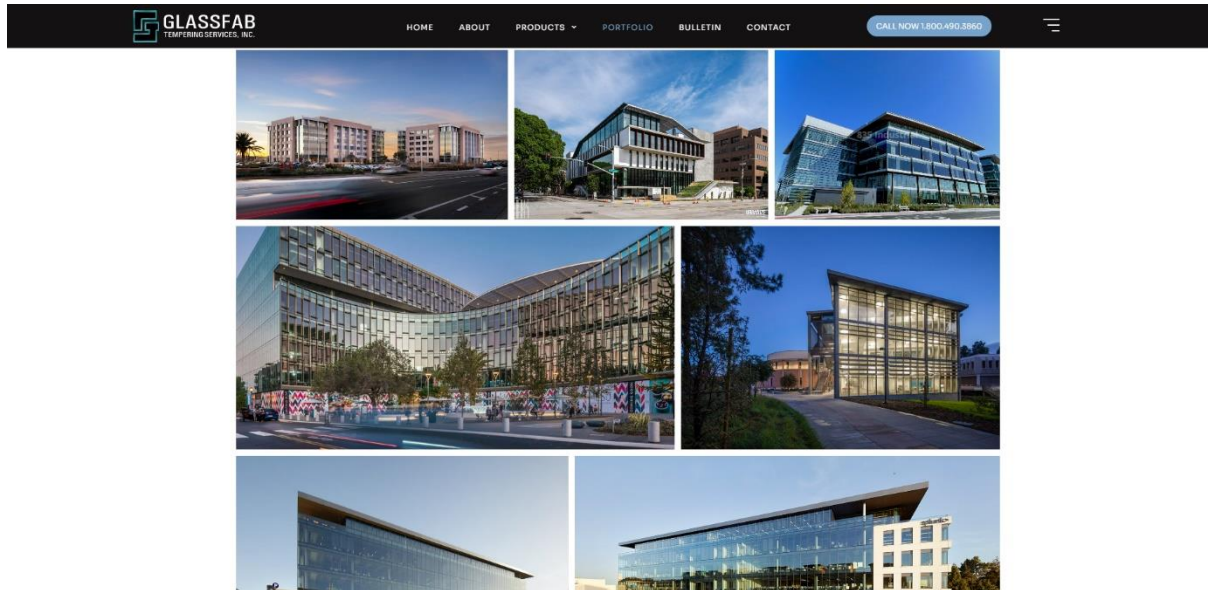 GLASSFAB
TEMPERING SERVICES, INC.
HOME ABOUT PRODUCTS PORTFOLIO BULLETIN CONTACT
CALL NOW 1.800.490.3860